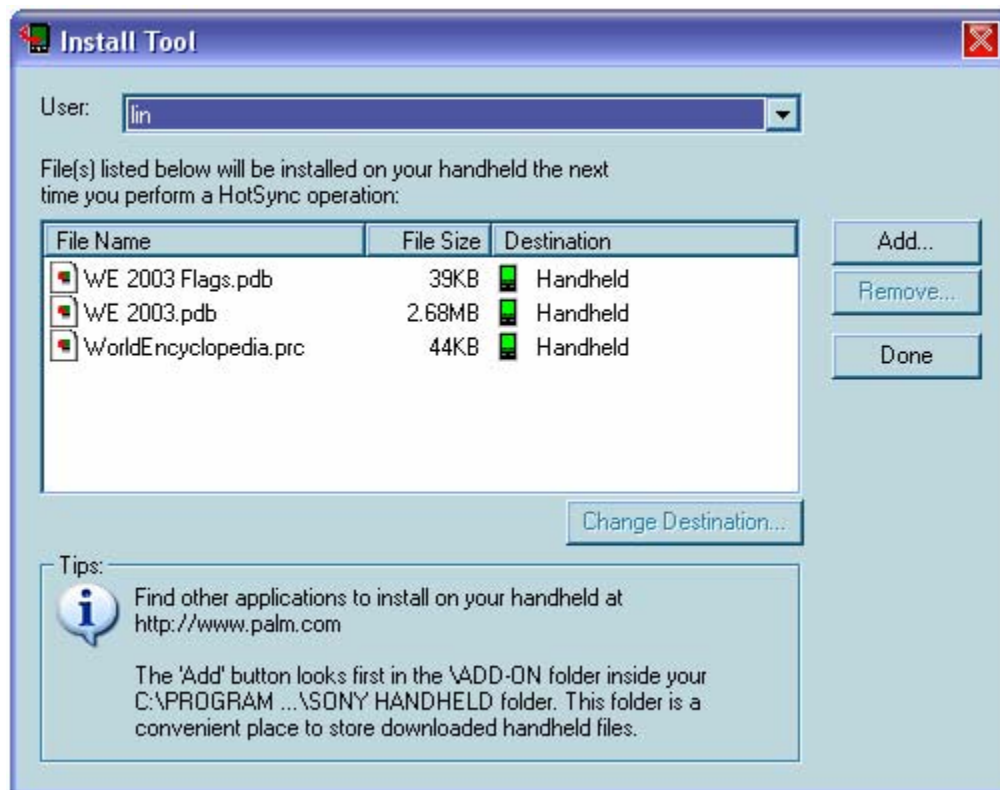 Install Tool
User:
lin
File(s) listed below will be installed on your handheld the next
time you perform a HotSync operation:
File Name File Size Destination
WE 2003 Flags.pdb 39KB Handheld
WE 2003.pdb 2.68MB Handheld
WorldEncyclopedia.prc 44KB Handheld
Add...
Remove...
Done
Change Destination...
Tips:
Find other applications to install on your handheld at
http://www.palm.com
The 'Add' button looks first in the \ADD-ON folder inside your
C:\PROGRAM ...\SONY HANDHELD folder. This folder is a
convenient place to store downloaded handheld files.